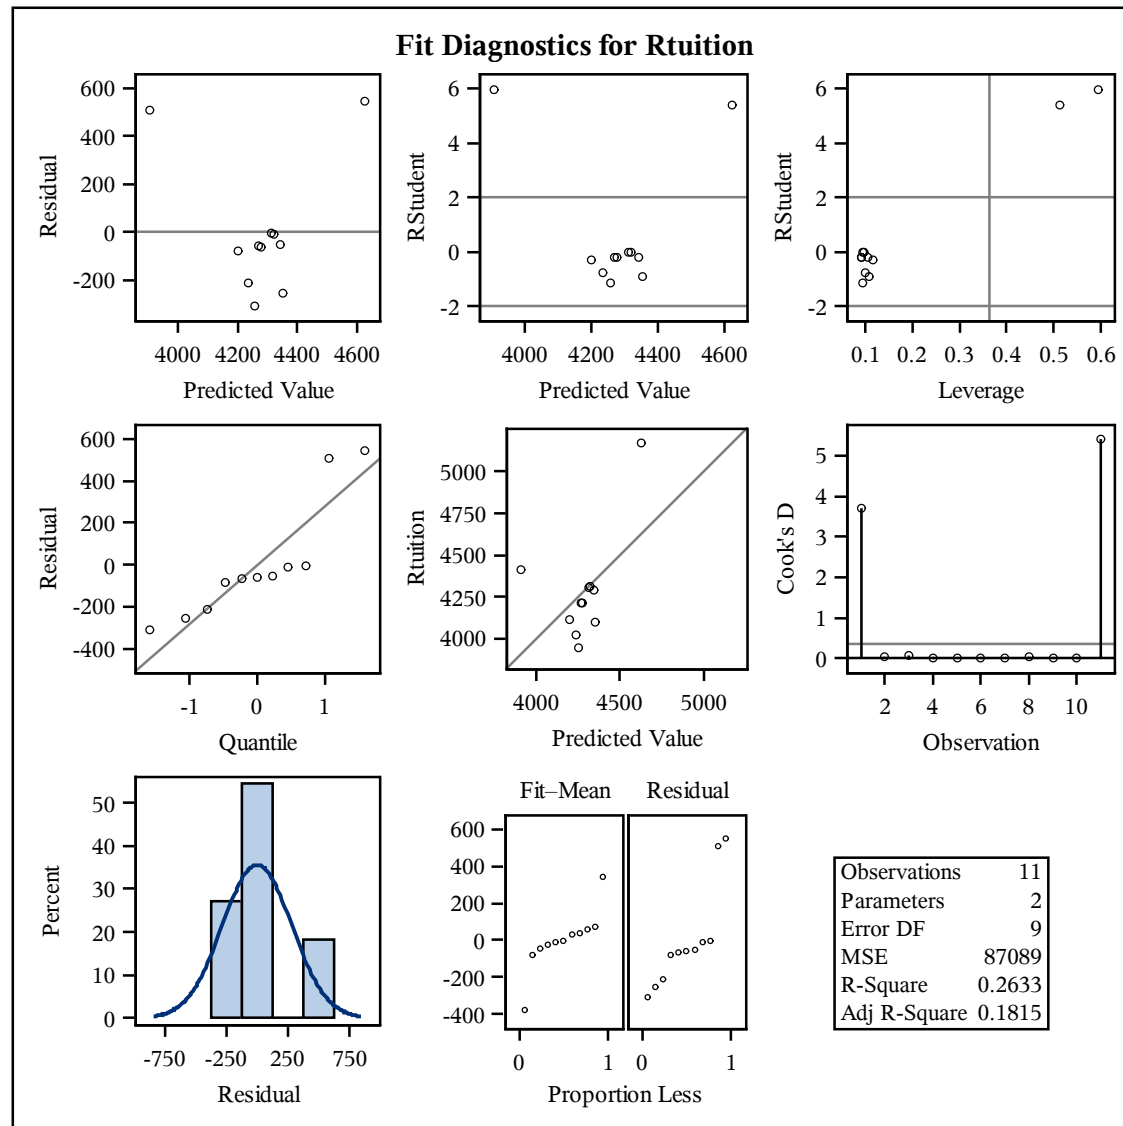 Fit Diagnostics for Rtuition
600
400
200
0
-200
Residual
4000 4200 4400 4600
Predicted Value
6
4
2
0
-2
RStudent
4000 4200 4400 4600
Predicted Value
6
4
2
0
-2
RStudent
0.1 0.2 0.3 0.4 0.5 0.6
Leverage
600
400
200
0
-200
-400
Residual
-1 0 1
Quantile
5000
4750
4500
4250
4000
Rtuition
4000 4500 5000
Predicted Value
5
4
3
2
1
0
Cook's D
2 4 6 8 10
Observation
50
40
30
20
10
0
Percent
-750 -250 250 750
Residual
Fit–Mean Residual
600
400
200
0
-200
-400
0 1 0 1
Proportion Less
Observations 11
Parameters 2
Error DF 9
MSE 87089
R-Square 0.2633
Adj R-Square 0.1815